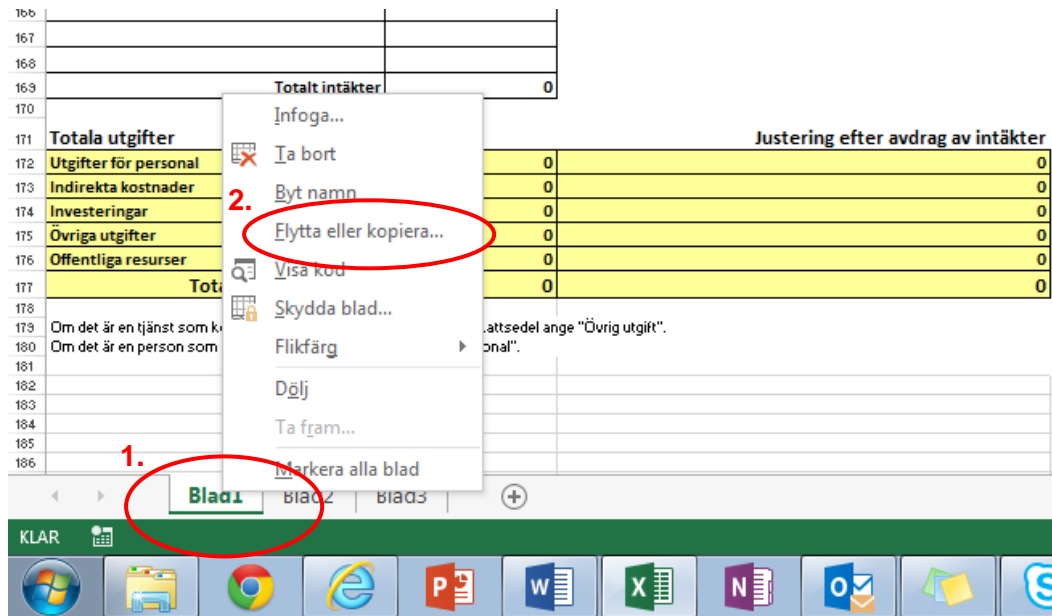 166
167
168
169 Totalt intäkter 0
170
Infoga...
171 Totala utgifter Justering efter avdrag av intäkter
Ta bort
172 Utgifter för personal 0 0
173 Indirekta kostnader 0 0
2. Byt namn
174 Investeringar 0 0
175 Övriga utgifter 0 0
Flytta eller kopiera...
176 Offentliga resurser 0 0
Visa kod
177 0 0
178
Skydda blad...
179 Om det är en tjänst som attsedel ange "Övrig utgift".
180 Om det är en person som onal".
Flikfärg
181
182
Dölj
183
184
Ta fram...
185
186
1.
Markera alla blad
Blad1 Blad2 Blad3
KLAR
P W X N O S